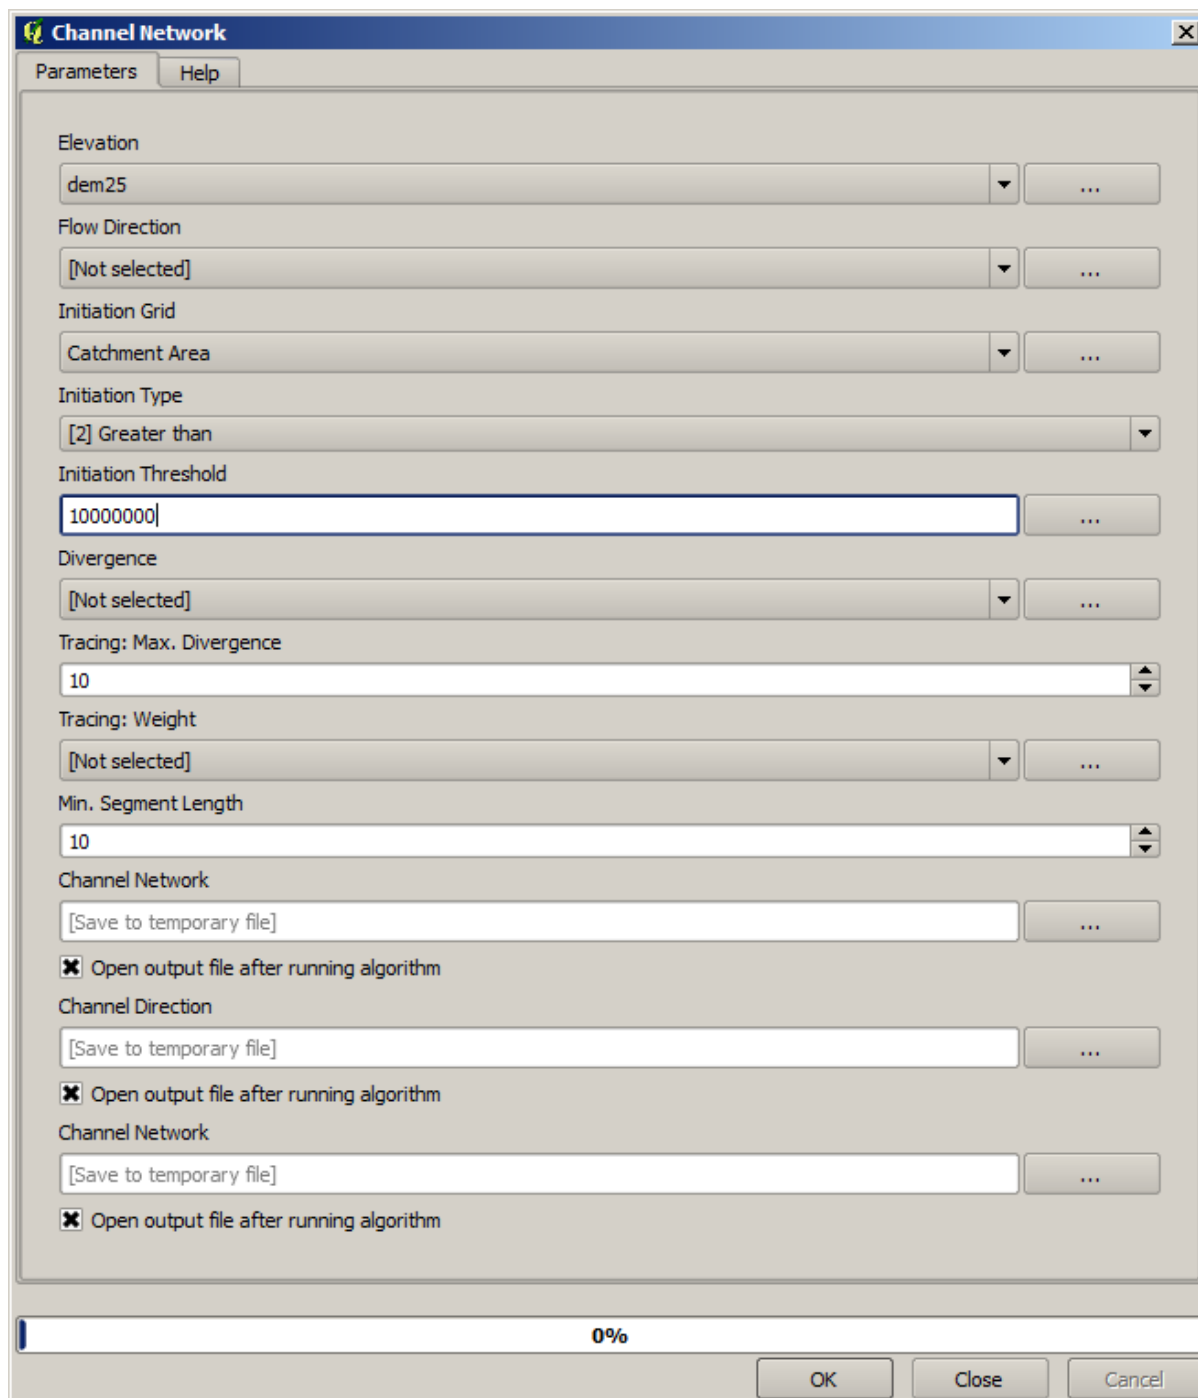 Channel Network
Parameters Help
Elevation
dem25 ...
Flow Direction
[Not selected] ...
Initiation Grid
Catchment Area ...
Initiation Type
[2] Greater than
Initiation Threshold
10000000 ...
Divergence
[Not selected] ...
Tracing: Max. Divergence
10
Tracing: Weight
[Not selected] ...
Min. Segment Length
10
Channel Network
[Save to temporary file] ...
Open output file after running algorithm
Channel Direction
[Save to temporary file] ...
Open output file after running algorithm
Channel Network
[Save to temporary file] ...
Open output file after running algorithm
0%
OK Close Cancel